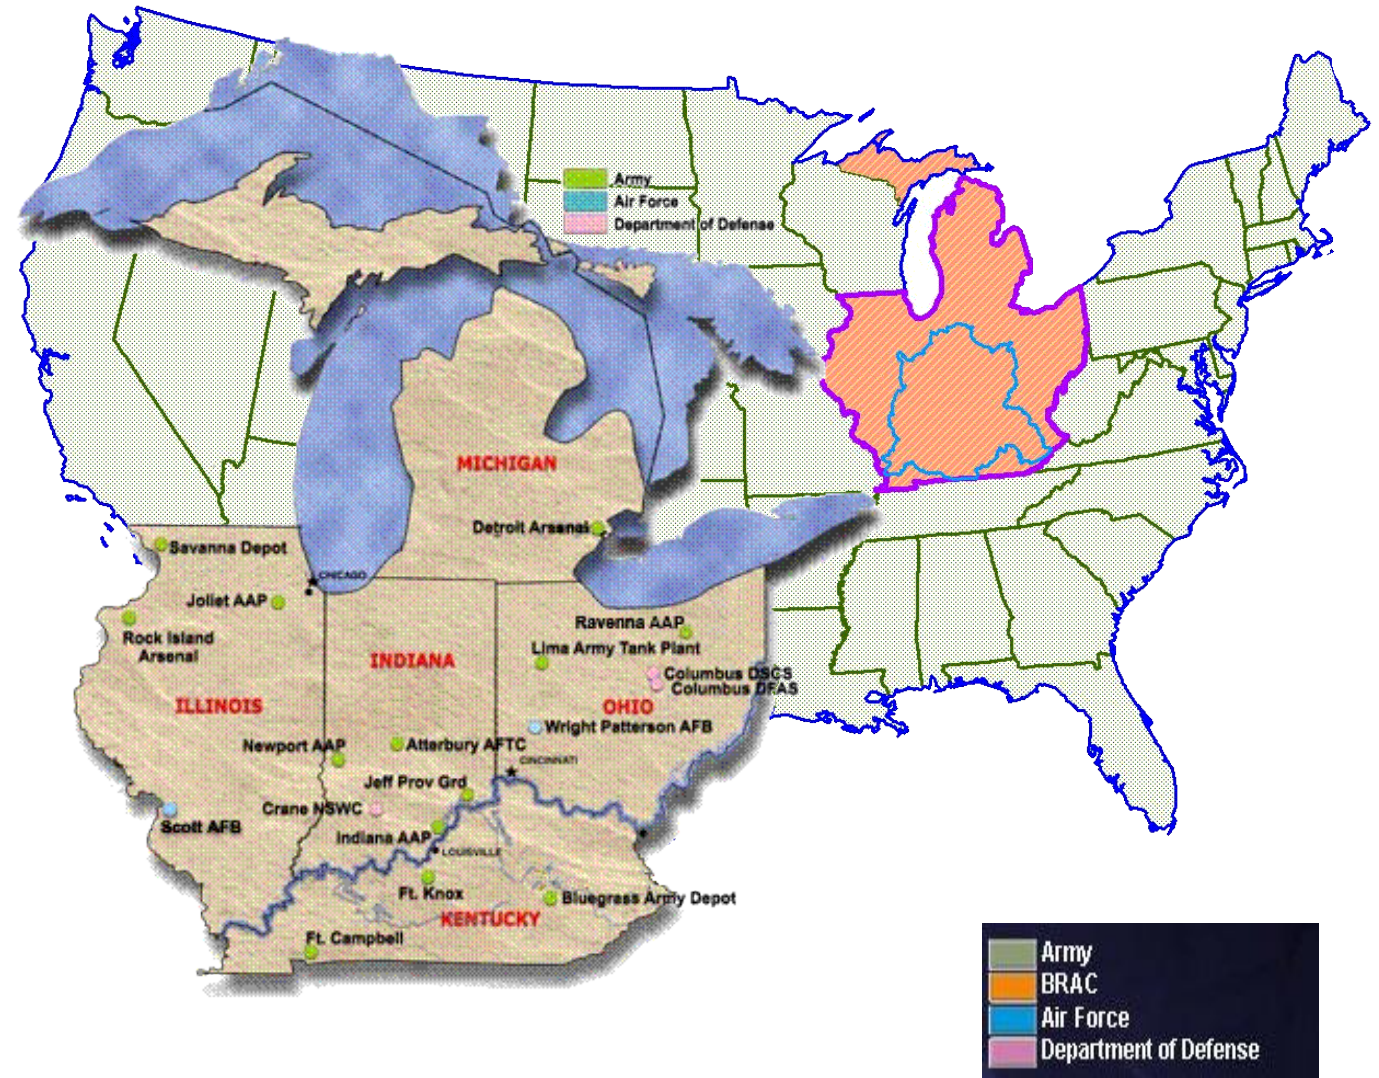 Army
Air Force
Department of Defense
MICHIGAN
Detroit Arsenal
Savanna Depot
CHICAGO
Joliet AAP
Rock Island
Arsenal
Ravenna AAP
Lima Army Tank Plant
INDIANA
Columbus DSCS
Columbus DFAS
ILLINOIS
OHIO
Wright Patterson AFB
Newport AAP
Atterbury AFTC
CINCINNATI
Jeff Prov Grd
Crane NSWC
Scott AFB
Indiana AAP
LOUISVILLE
Ft. Knox
Bluegrass Army Depot
KENTUCKY
Ft. Campbell
Army
BRAC
Air Force
Department of Defense